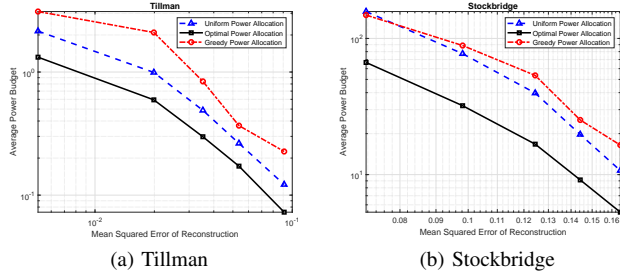 Tillman
Uniform Power Allocation
Optimal Power Allocation
Greedy Power Allocation
Average Power Budget
10^0
10^-1
10^-2
10^-1
Mean Squared Error of Reconstruction
(a) Tillman
Stockbridge
Uniform Power Allocation
Optimal Power Allocation
Greedy Power Allocation
Average Power Budget
10^2
10^1
0.08
0.09
0.1
0.11
0.12
0.13
0.14
0.15
0.16
Mean Squared Error of Reconstruction
(b) Stockbridge